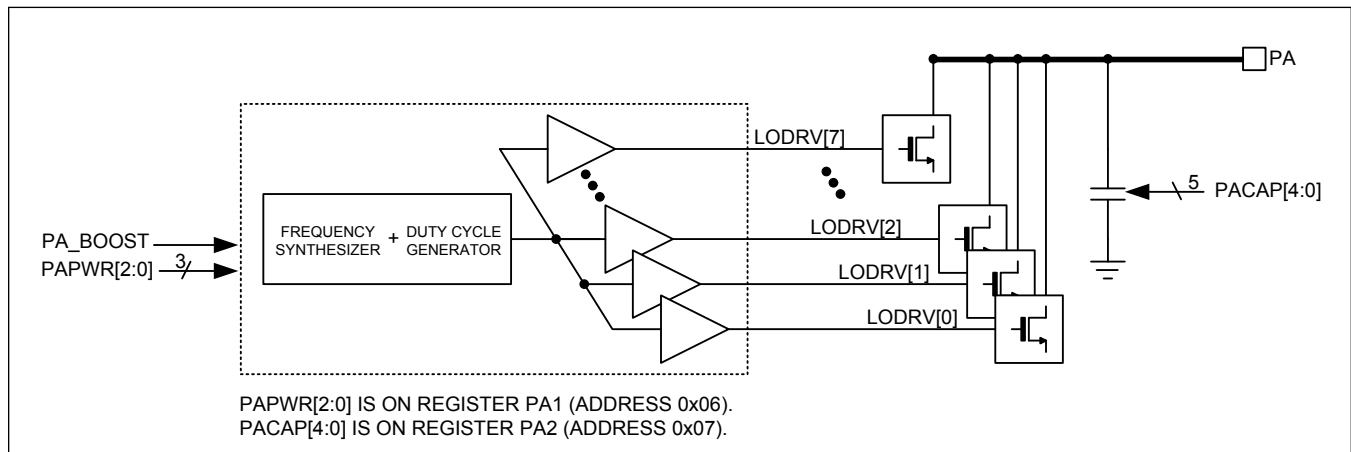 PA
LODRV[7]
5
PACAP[4:0]
PA_BOOST
PAPWR[2:0]
3
FREQUENCY
SYNTHESIZER
+
DUTY CYCLE
GENERATOR
LODRV[2]
LODRV[1]
LODRV[0]
PAPWR[2:0] IS ON REGISTER PA1 (ADDRESS 0x06).
PACAP[4:0] IS ON REGISTER PA2 (ADDRESS 0x07).